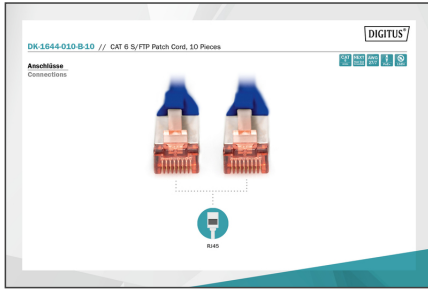 DIGITUS®
DK-1644-010-B-10 // CAT 6 S/FTP Patch Cord, 10 Pieces
Anschlüsse
Connections
RJ45